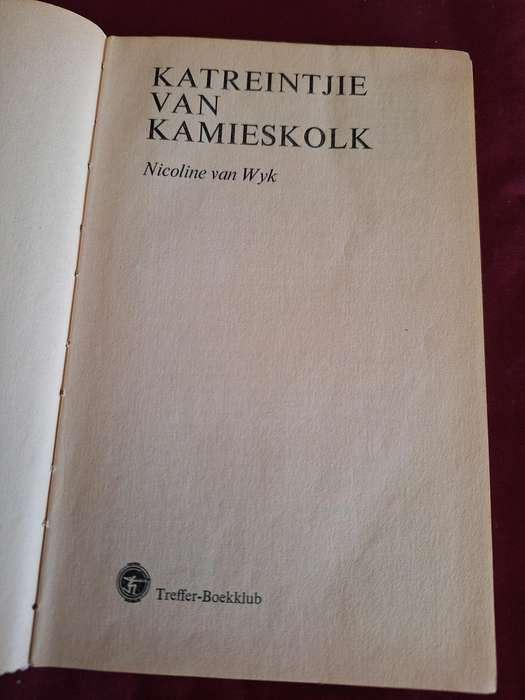 KATREINTJIE
VAN
KAMIESKOLK
Nicoline van Wyk
Treffer-Boekklub